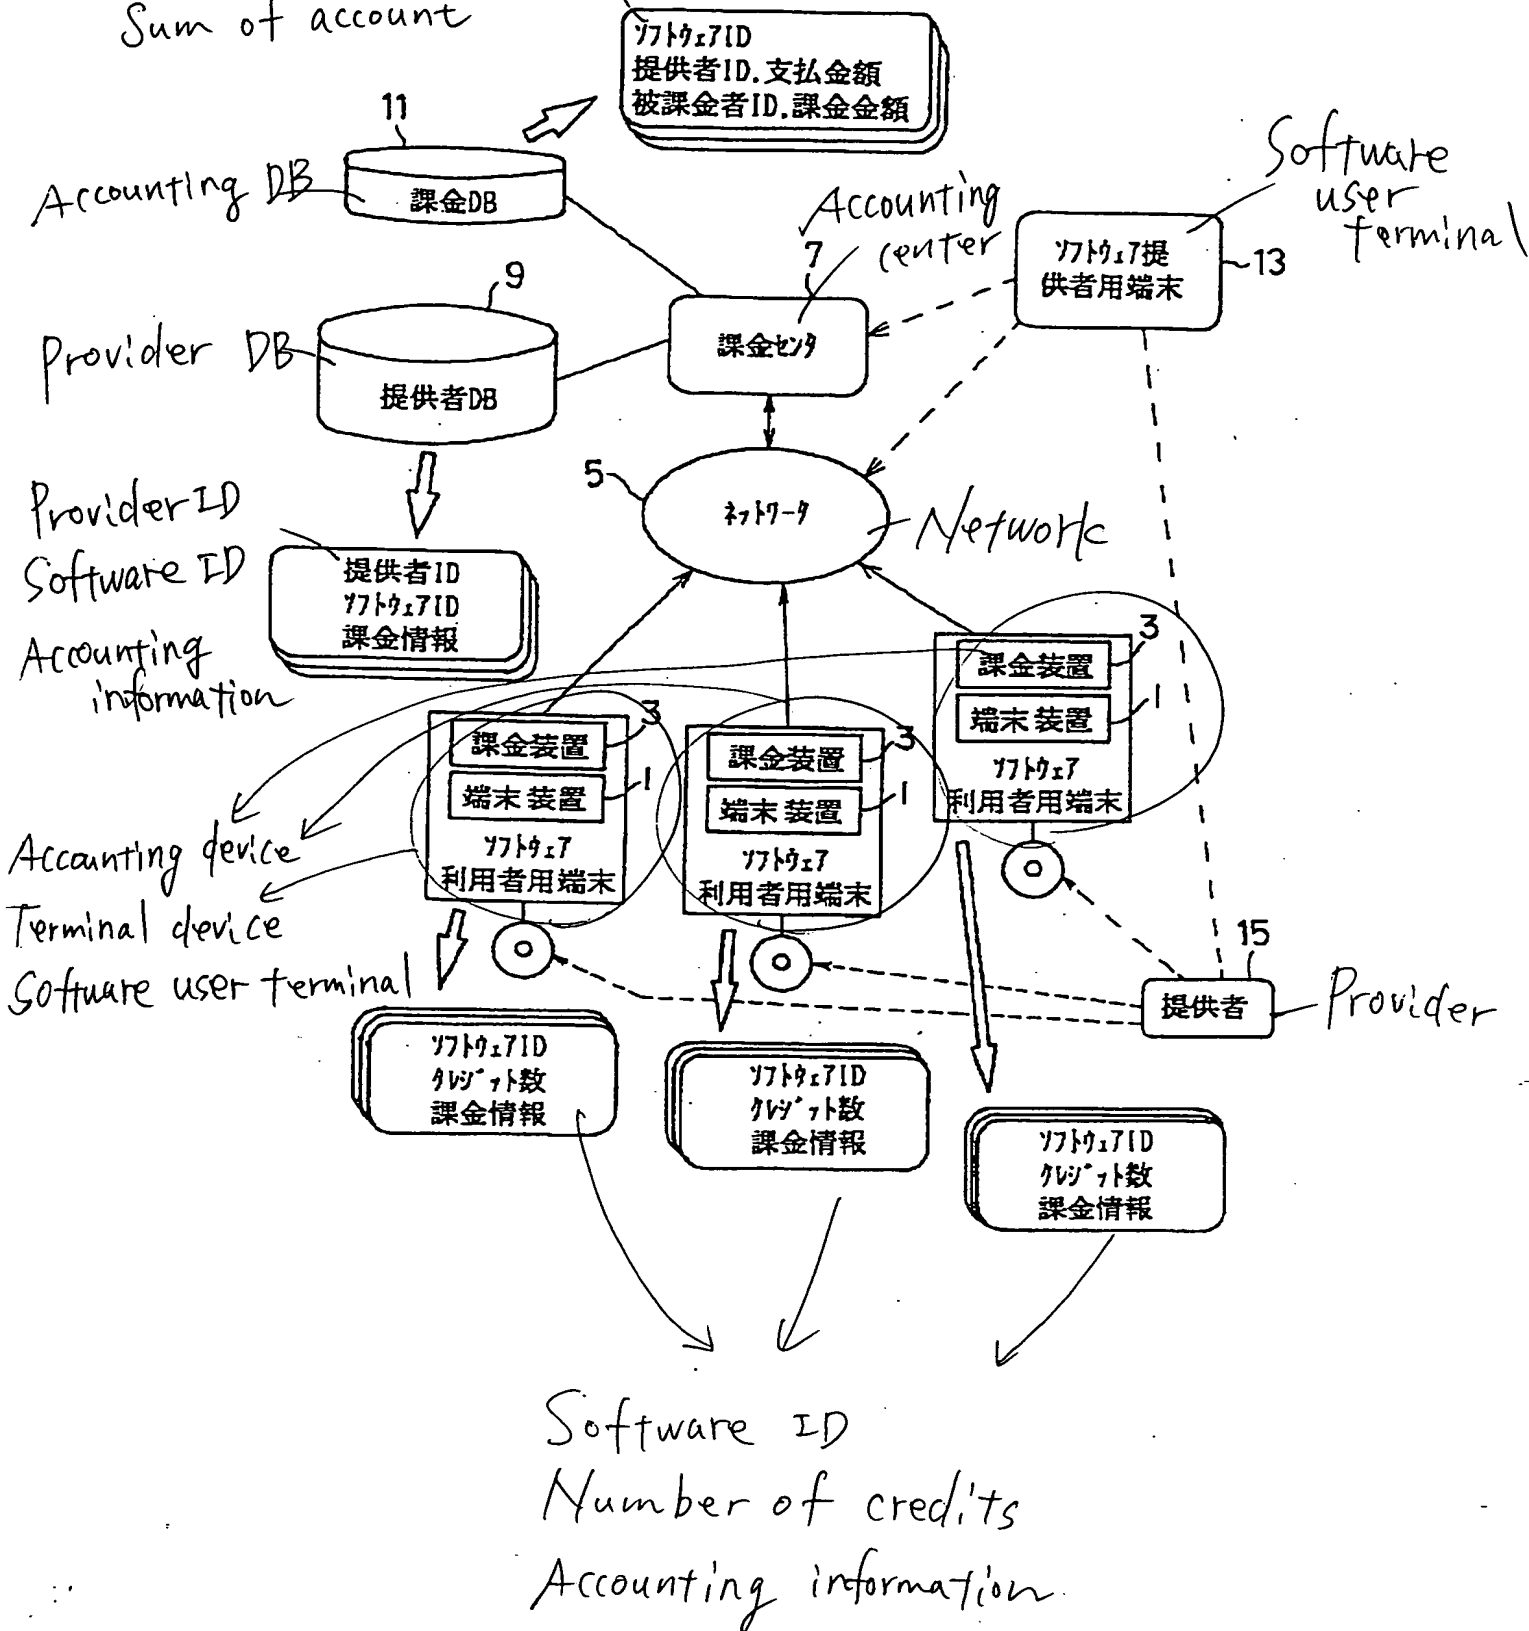 Sum of account
ソフトウェアID
提供者ID.支払金額
被課金者ID.課金金額
11
Accounting DB
課金DB
Software
user
terminal
Accounting
center
7
ソフトウェア提
供者用端末
13
9
Provider DB
提供者DB
課金センタ
5
ネットワータ
Network
Provider ID
Software ID
Accounting
information
提供者ID
ソフトウェアID
課金情報
課金装置
3
端末装置
1
ソフトウェア
利用者用端末
課金装置
3
端末装置
1
ソフトウェア
利用者用端末
課金装置
3
端末装置
1
ソフトウェア
利用者用端末
Accounting device
Terminal device
Software user terminal
15
提供者
Provider
ソフトウェアID
クレジット数
課金情報
ソフトウェアID
クレジット数
課金情報
ソフトウェアID
クレジット数
課金情報
Software ID
Number of credits
Accounting information